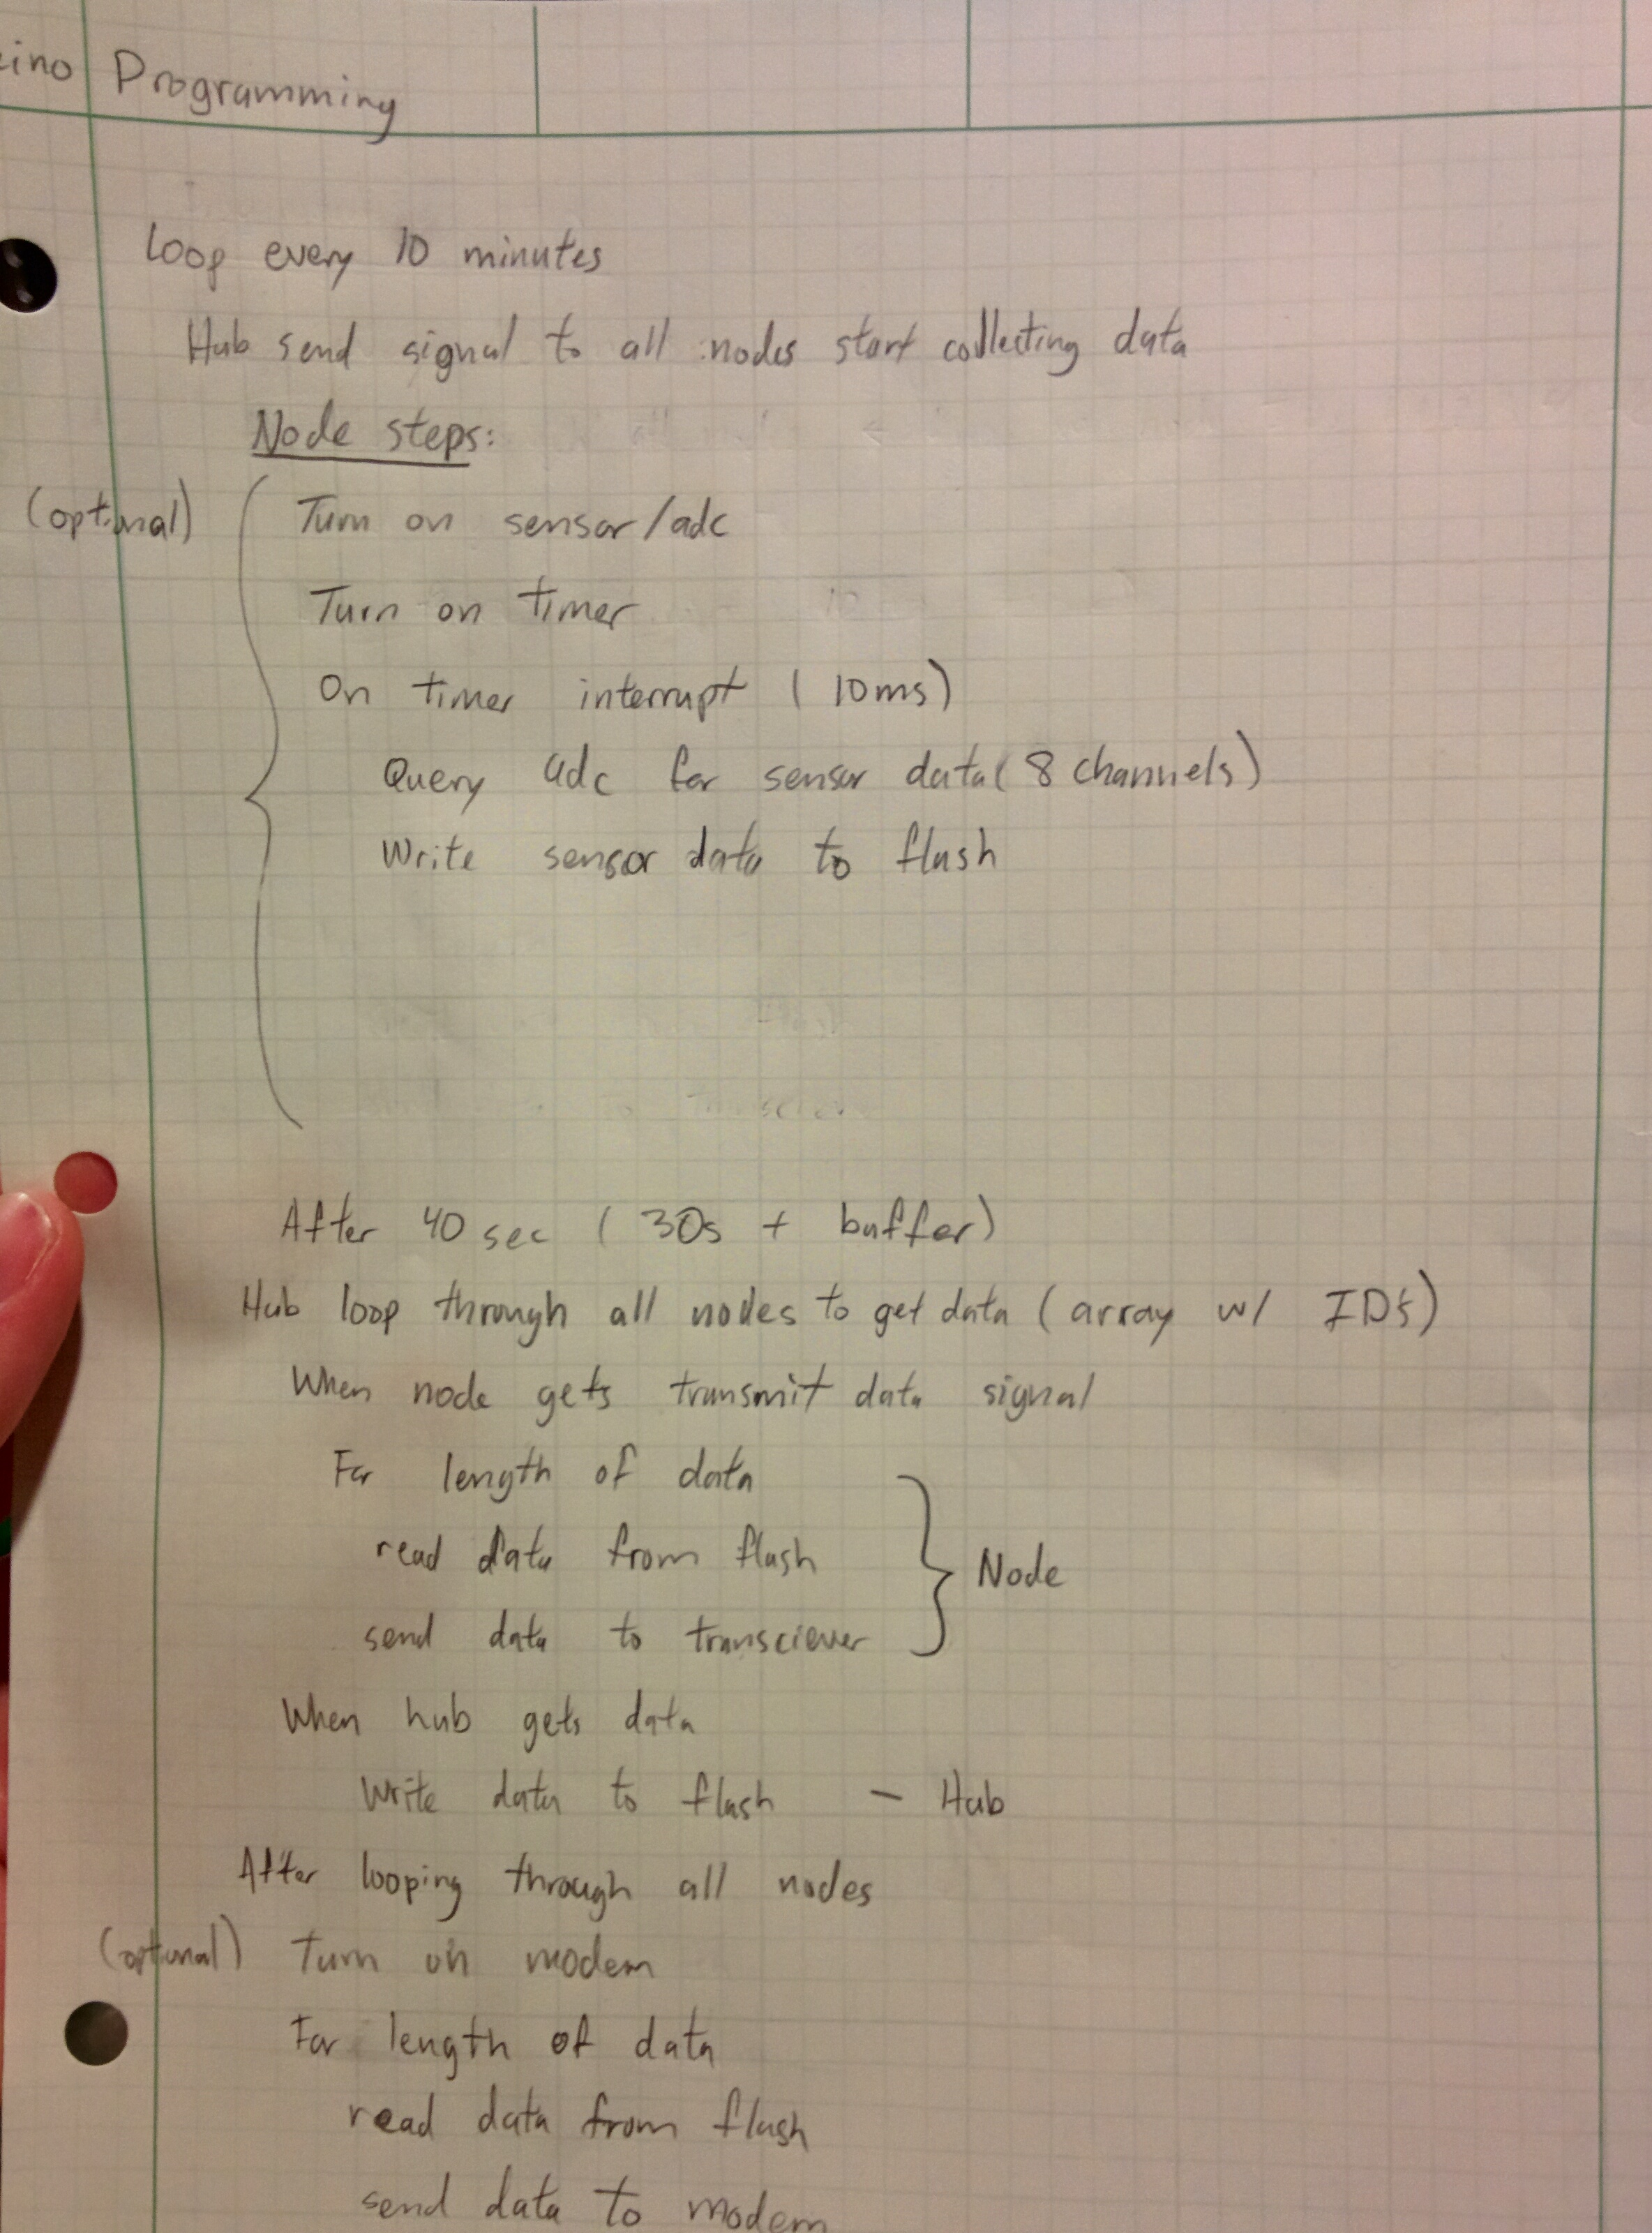 eino Programming
Loop every 10 minutes
Hub send signal to all nodes start collecting data
Node steps:
(optional) Turn on sensor/adc
Turn on timer
On timer interrupt (10ms)
Query adc for sensor data (8 channels)
Write sensor data to flash
After 40 sec (30s + buffer)
Hub loop through all nodes to get data (array w/ ID's)
When node gets transmit data signal
For length of data
read data from flash
Node
send data to transciever
When hub gets data
Write data to flash - Hub
After looping through all nodes
(optional) Turn on modem
For length of data
read data from flash
send data to modem